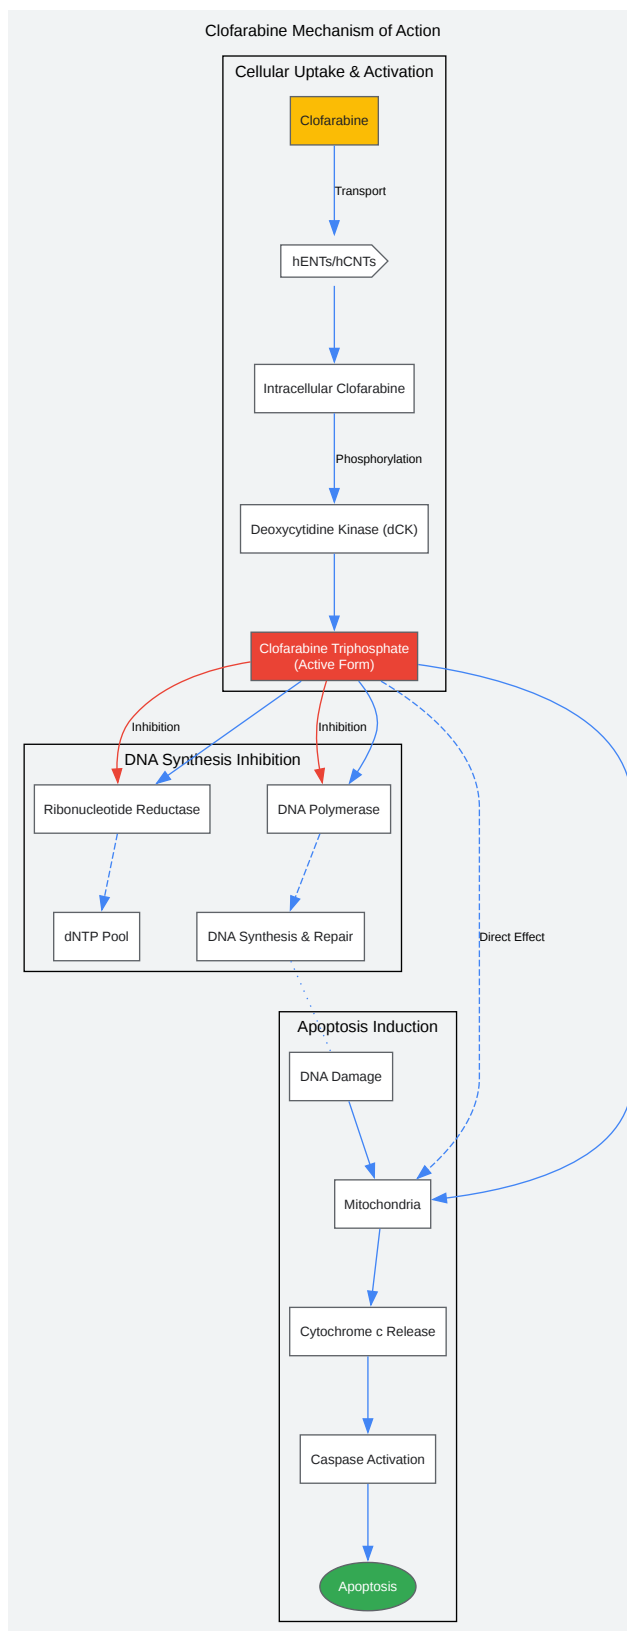 Clofarabine Mechanism of Action
Cellular Uptake & Activation
Clofarabine
Transport
hENTs/hCNTs
Intracellular Clofarabine
Phosphorylation
Deoxycytidine Kinase (dCK)
Clofarabine Triphosphate
(Active Form)
Inhibition
Inhibition
DNA Synthesis Inhibition
Ribonucleotide Reductase
DNA Polymerase
dNTP Pool
DNA Synthesis & Repair
Direct Effect
Apoptosis Induction
DNA Damage
Mitochondria
Cytochrome c Release
Caspase Activation
Apoptosis